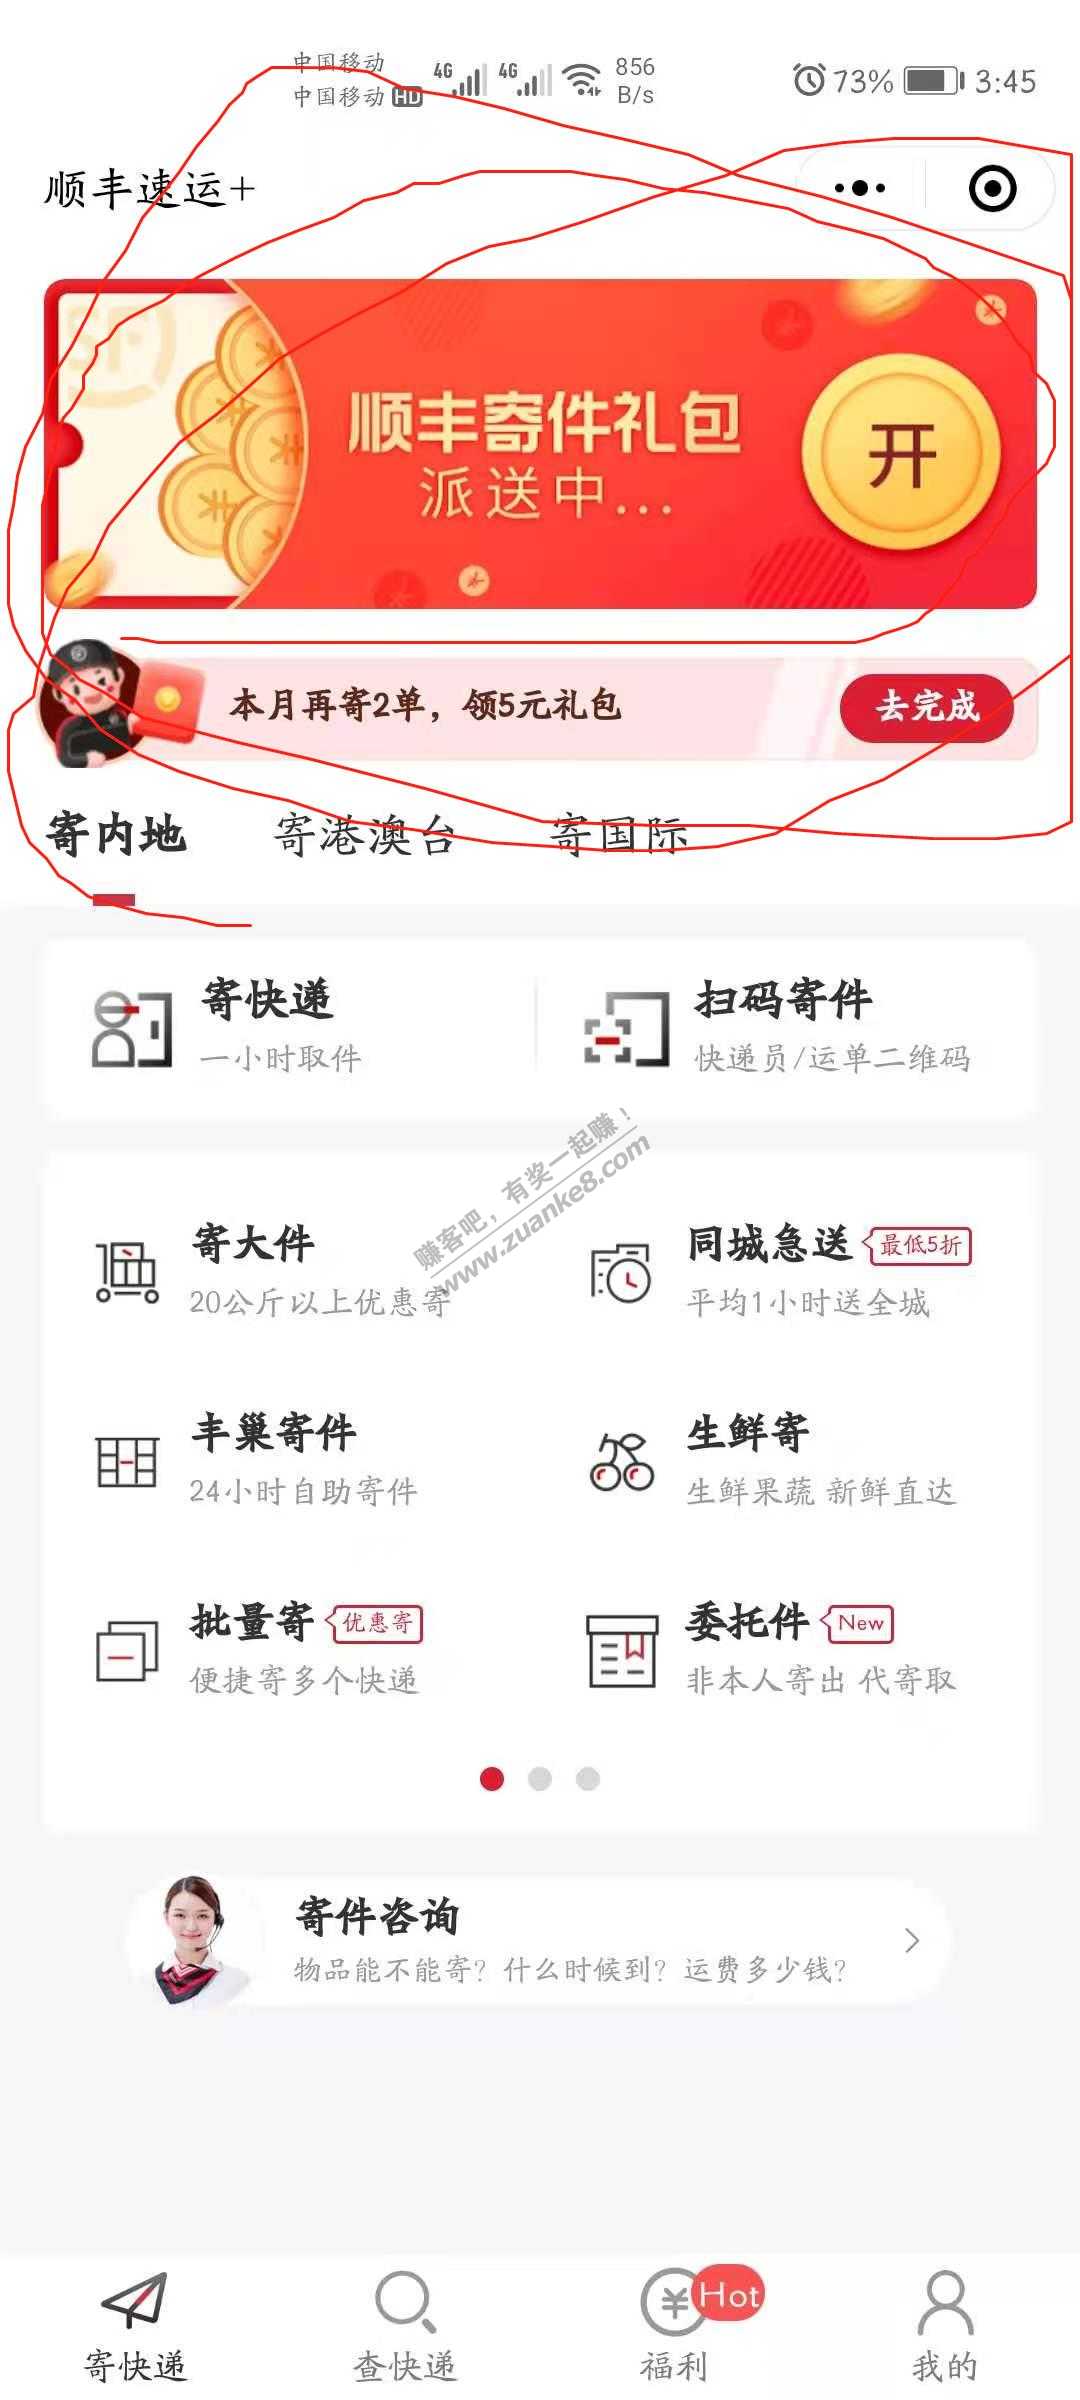 中国移动
中国移动 HD 4G 4G 856 B/s 73% 3:45
顺丰速运+
SF
顺丰寄件礼包
派送中...
开
本月再寄2单，领5元礼包 去完成
寄内地 寄港澳台 寄国际
寄快递 扫码寄件
一小时取件 快递员/运单二维码
赚客吧，有奖一起赚！
www.zuanke8.com
寄大件 同城急送 最低5折
20公斤以上优惠寄 平均1小时送全城
丰巢寄件 生鲜寄
24小时自助寄件 生鲜果蔬 新鲜直达
批量寄 优惠寄 委托件 New
便捷寄多个快递 非本人寄出 代寄取
寄件咨询
物品能不能寄？什么时候到？运费多少钱？
Hot
寄快递 查快递 福利 我的